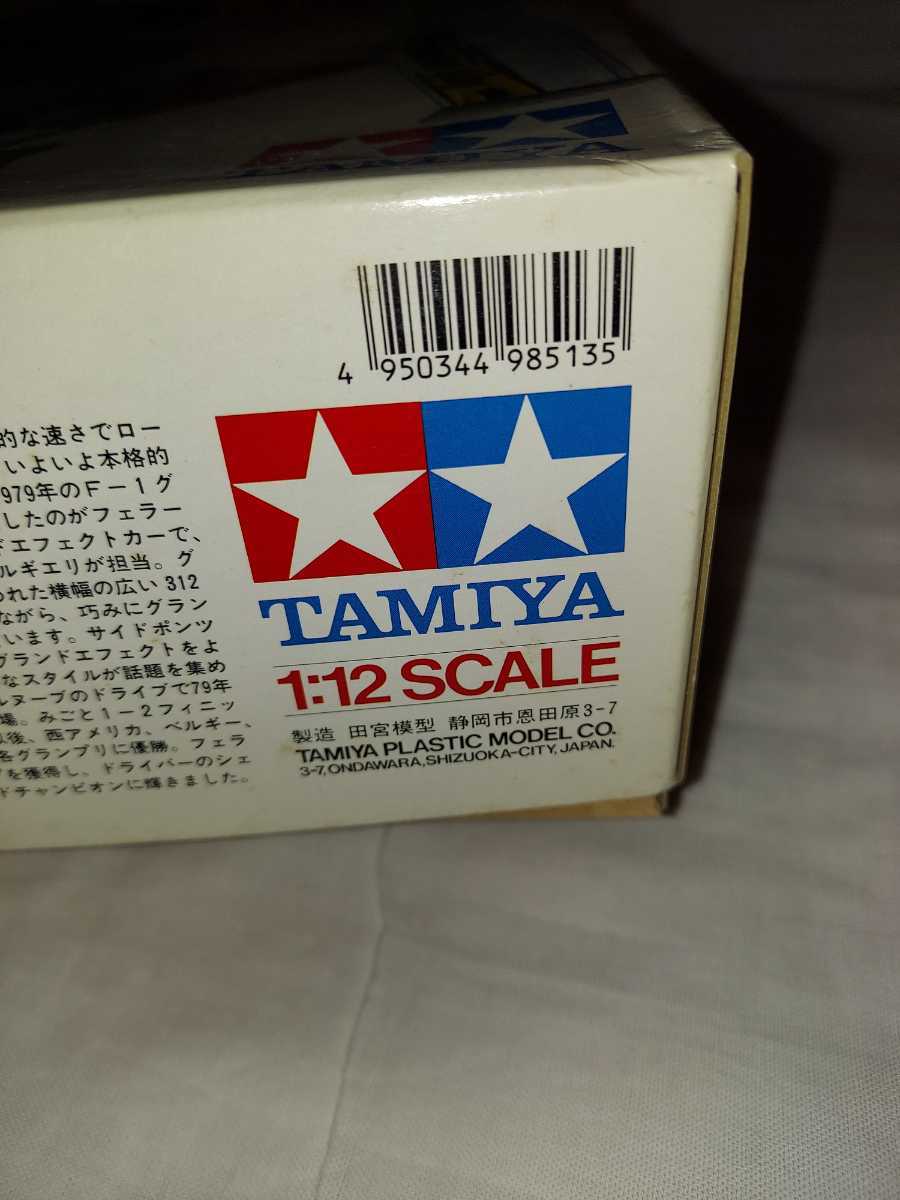 TAMIYA
4 950344 985135
的な速さでロー
いよいよ本格的
979年のF-1グ
したのがフェラー
ドエフェクトカーで、
ルギエリが担当。グ
われた横幅の広い312
ながら、巧みにグラン
います。サイドポンツ
グランドエフェクトをよ
なスタイルが話題を集め
ルヌーブのドライブで79年
場。みごと1-2フィニッ
以後、西アメリカ、ベルギー、
各グランプリに優勝。フェラ
を獲得し、ドライバーのシェ
ドチャンピオンに輝きました。
TAMIYA
1:12 SCALE
製造 田宮模型 静岡市恩田原3-7
TAMIYA PLASTIC MODEL CO.
3-7, ONDAWARA, SHIZUOKA-CITY, JAPAN.